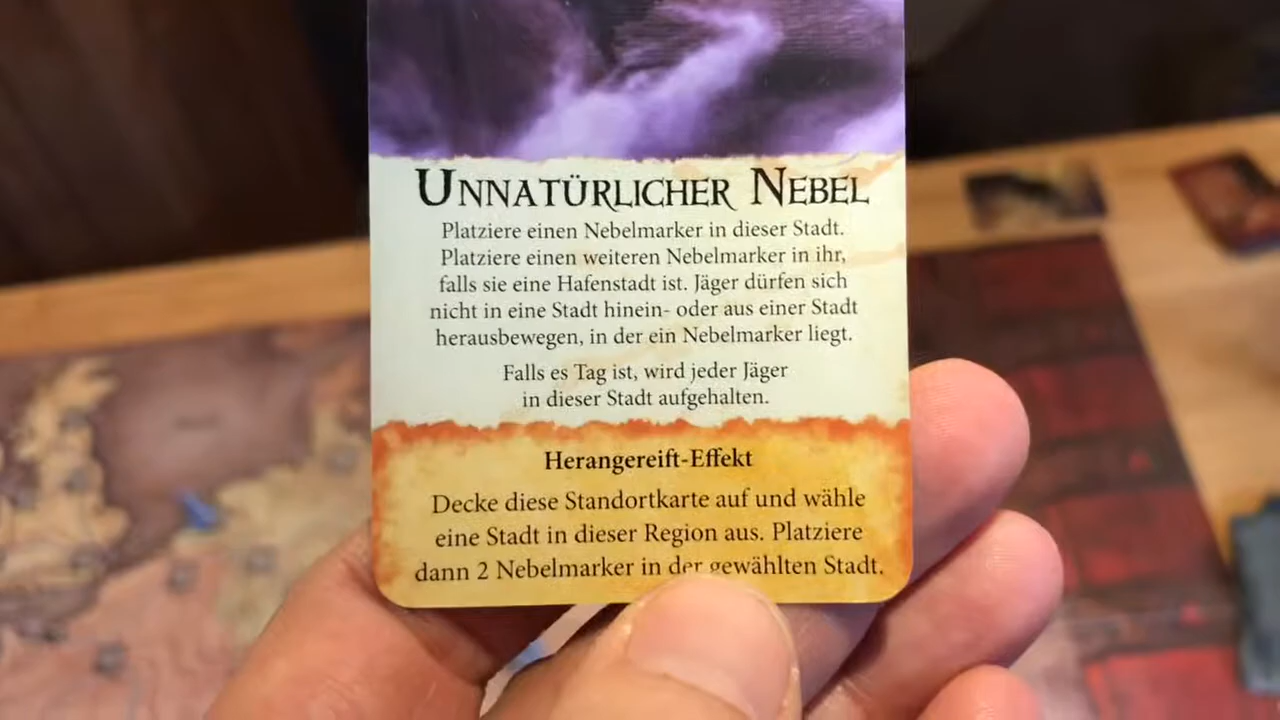 Unnatürlicher Nebel
Platziere einen Nebelmarker in dieser Stadt.
Platziere einen weiteren Nebelmarker in ihr,
falls sie eine Hafenstadt ist. Jäger dürfen sich
nicht in eine Stadt hinein- oder aus einer Stadt
herausbewegen, in der ein Nebelmarker liegt.
Falls es Tag ist, wird jeder Jäger
in dieser Stadt aufgehalten.
Herangereift-Effekt
Decke diese Standortkarte auf und wähle
eine Stadt in dieser Region aus. Platziere
dann 2 Nebelmarker in der gewählten Stadt.